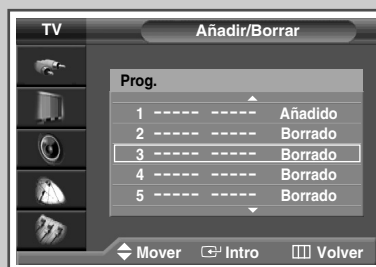 TV Añadir/Borrar
Prog.
1 ----- ----- Añadido
2 ----- ----- Borrado
3 ----- ----- Borrado
4 ----- ----- Borrado
5 ----- ----- Borrado
Mover Intro Volver